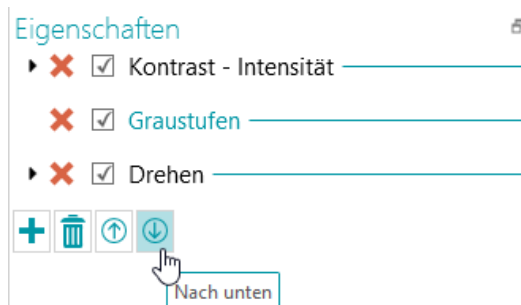 Eigenschaften
Kontrast - Intensität
Graustufen
Drehen
Nach unten